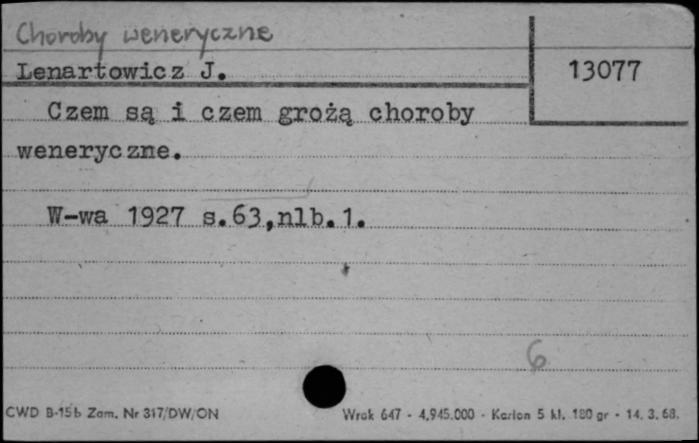 Choroby weneryczne
Lenartowicz J.
13077
Czem są i czem grożą choroby
weneryczne.
W-wa 1927 s.63,nlb.1.
6
CWD B-15b Zam. Nr 317/DW/ON
Wrak 647 - 4.945.000 - Karton 5 kl. 180 gr - 14. 3. 68.